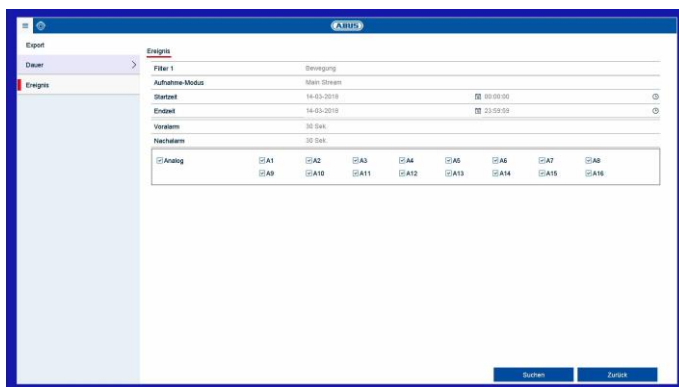 ABUS
Export
Dauer
Ereignis
Ereignis
Filter 1 Bewegung
Aufnahme-Modus Main Stream
Startzeit 14-03-2019 00:00:00
Endzeit 14-03-2019 23:59:59
Voralarm 30 Sek.
Nachalarm 30 Sek.
Analog A1 A2 A3 A4 A5 A6 A7 A8
A9 A10 A11 A12 A13 A14 A15 A16
Suchen Zurück